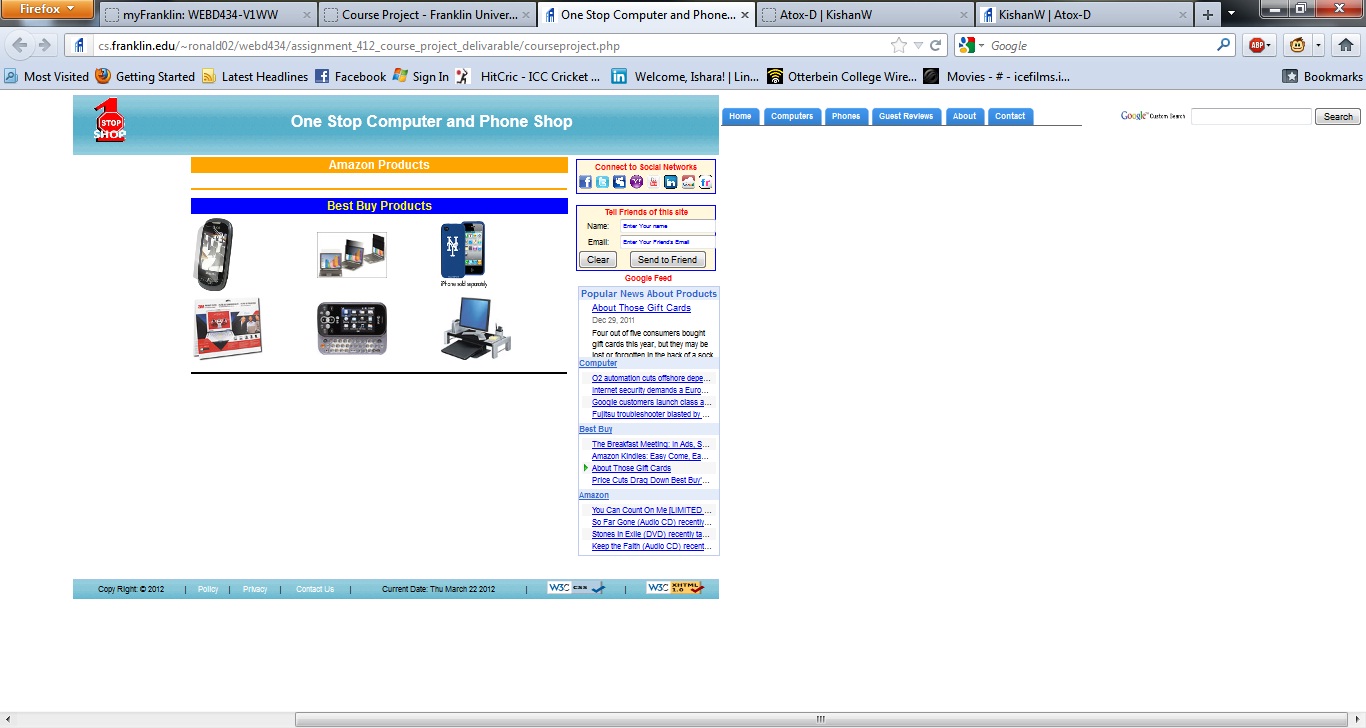 Firefox
myFranklin: WEBD434-V1WW
Course Project - Franklin Univer...
One Stop Computer and Phone...
Atox-D | KishanW
KishanW | Atox-D
cs.franklin.edu/~ronald02/webd434/assignment_412_course_project_delivarable/courseproject.php
Google
ABP
Most Visited
Getting Started
Latest Headlines
Facebook
Sign In
HitCric - ICC Cricket ...
Welcome, Ishara! | Lin...
Otterbein College Wire...
Movies - # - icefilms.i...
Bookmarks
1
STOP
SHOP
One Stop Computer and Phone Shop
Home
Computers
Phones
Guest Reviews
About
Contact
Google™ Custom Search
Search
Amazon Products
Best Buy Products
iPhone sold separately
Connect to Social Networks
Tell Friends of this site
Name:
Enter Your name
Email:
Enter Your Friend's Email
Clear
Send to Friend
Google Feed
Popular News About Products
About Those Gift Cards
Dec 29, 2011
Four out of five consumers bought
gift cards this year, but they may be
lost or forgotten in the back of a sock
Computer
O2 automation cuts offshore depe...
Internet security demands a Euro...
Google customers launch class a...
Fujitsu troubleshooter blasted by ...
Best Buy
The Breakfast Meeting: In Ads, S...
Amazon Kindles: Easy Come, Ea...
About Those Gift Cards
Price Cuts Drag Down Best Buy'...
Amazon
You Can Count On Me [LIMITED ...
So Far Gone (Audio CD) recently...
Stones in Exile (DVD) recently ta...
Keep the Faith (Audio CD) recent...
Copy Right: © 2012 | Policy | Privacy | Contact Us | Current Date: Thu March 22 2012 | W3C css | W3C XHTML 1.0